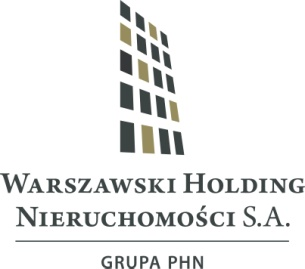 Warszawski Holding
Nieruchomości S.A.
GRUPA PHN